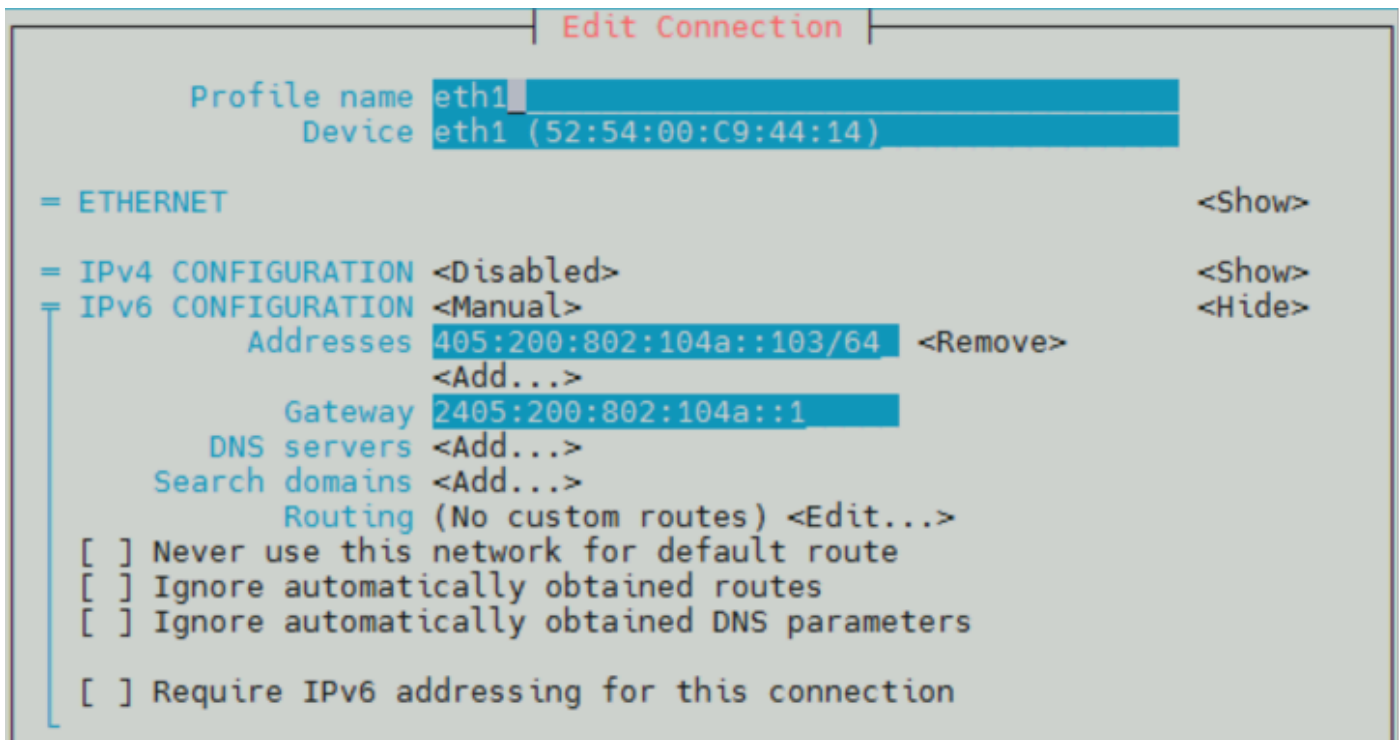 Edit Connection
Profile name eth1
Device eth1 (52:54:00:C9:44:14)
= ETHERNET <Show>
= IPv4 CONFIGURATION <Disabled> <Show>
= IPv6 CONFIGURATION <Manual> <Hide>
Addresses 405:200:802:104a::103/64 <Remove>
<Add...>
Gateway 2405:200:802:104a::1
DNS servers <Add...>
Search domains <Add...>
Routing (No custom routes) <Edit...>
[ ] Never use this network for default route
[ ] Ignore automatically obtained routes
[ ] Ignore automatically obtained DNS parameters
[ ] Require IPv6 addressing for this connection